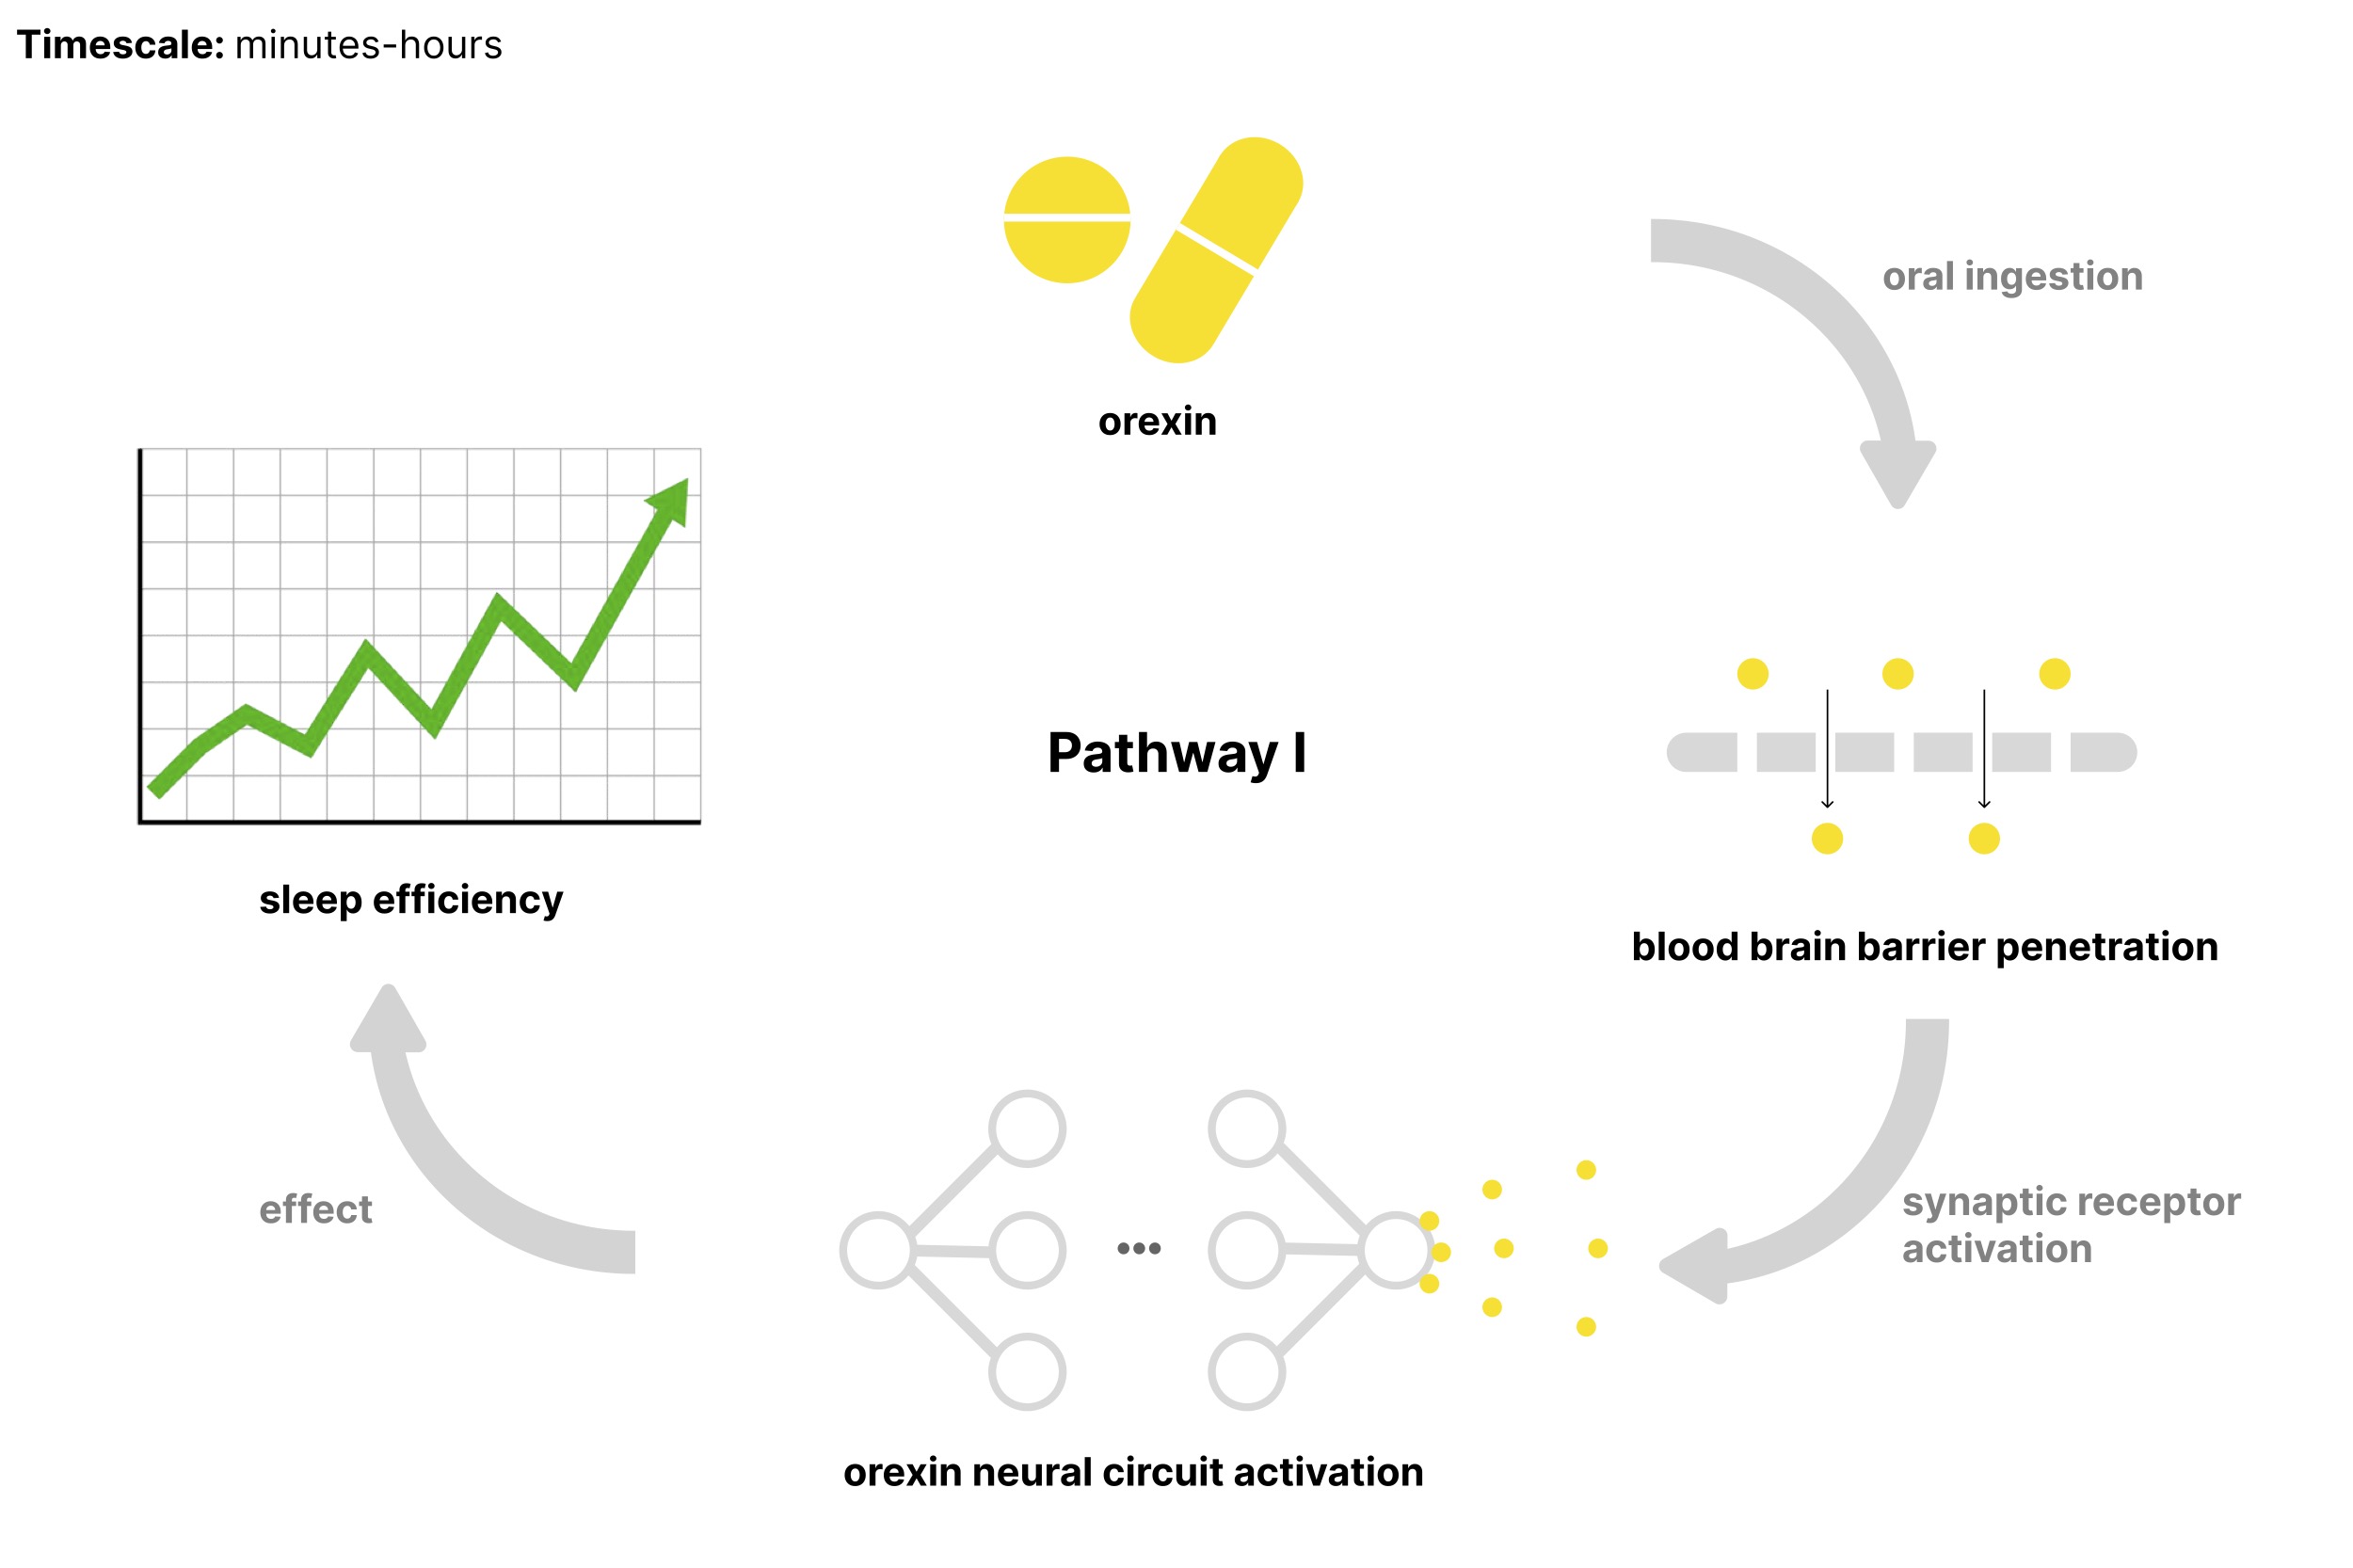 Timescale: minutes-hours
oral ingestion
orexin
Pathway I
sleep efficiency
blood brain barrier penetration
effect
synaptic receptor
activation
orexin neural circuit activation